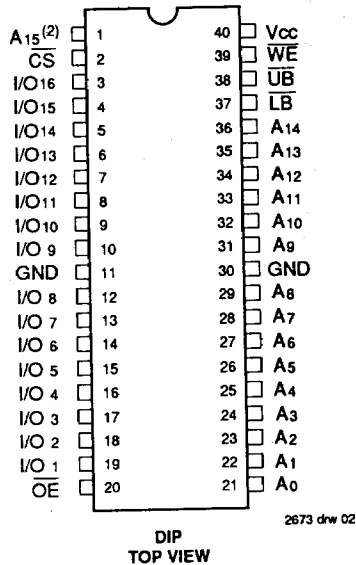 A15(2) 1 40 Vcc
CS 2 39 WE
I/O16 3 38 UB
I/O15 4 37 LB
I/O14 5 36 A14
I/O13 6 35 A13
I/O12 7 34 A12
I/O11 8 33 A11
I/O10 9 32 A10
I/O 9 10 31 A9
GND 11 30 GND
I/O 8 12 29 A8
I/O 7 13 28 A7
I/O 6 14 27 A6
I/O 5 15 26 A5
I/O 4 16 25 A4
I/O 3 17 24 A3
I/O 2 18 23 A2
I/O 1 19 22 A1
OE 20 21 A0
2673 drw 02
DIP
TOP VIEW